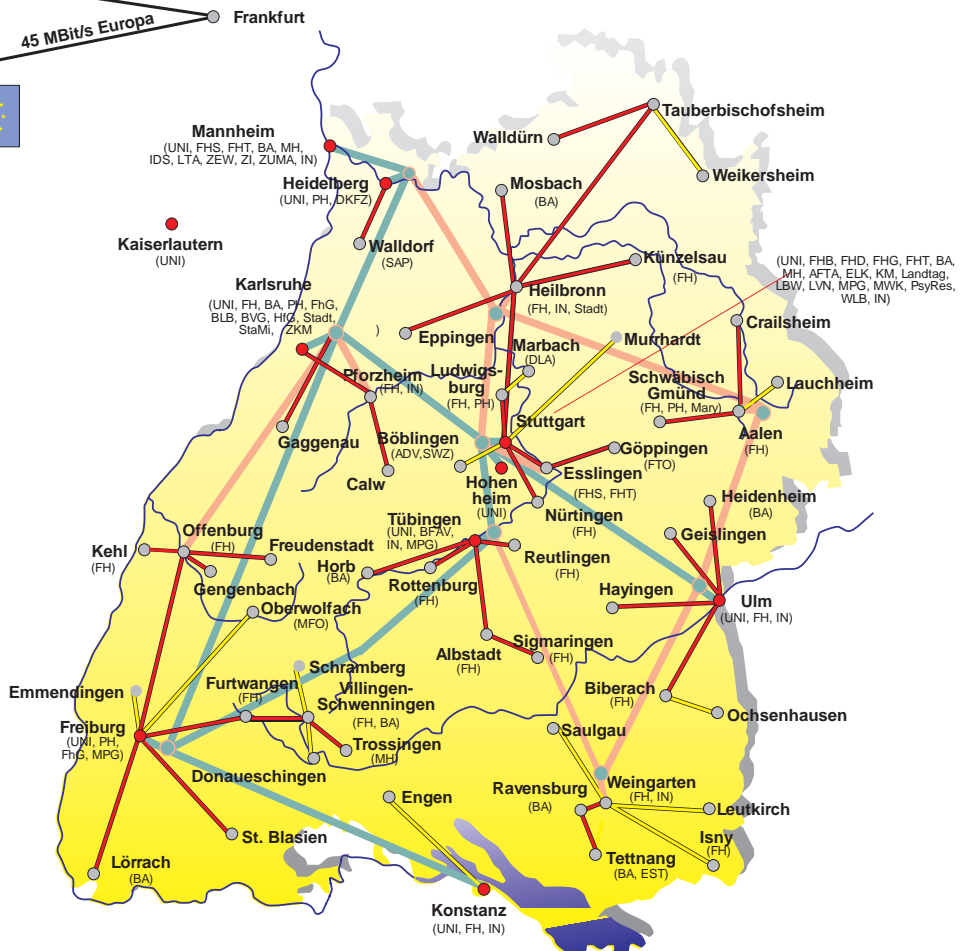 Frankfurt
45 MBit/s Europa
Tauberbischofsheim
Mannheim
(UNI, FHS, FHT, BA, MH,
IDS, LTA, ZEW, ZI, ZUMA, IN)
Walldürn
Weikersheim
Heidelberg
(UNI, PH, DKFZ)
Mosbach
(BA)
Kaiserlautern
(UNI)
Walldorf
(SAP)
Künzelsau
(FH)
(UNI, FHB, FHD, FHG, FHT, BA,
MH, AFTA, ELK, KM, Landtag,
LBW, LVN, MPG, MWK, PsyRes,
WLB, IN)
Karlsruhe
(UNI, FH, BA, PH, FhG,
BLB, BVG, HfG, Stadt,
StaMi, ZKM )
Heilbronn
(FH, IN, Stadt)
Crailsheim
Eppingen
Marbach
(DLA)
Murrhardt
Pforzheim
(FH, IN)
Ludwigs-
burg
(FH, PH)
Schwäbisch
Gmünd
(FH, PH, Mary)
Lauchheim
Stuttgart
Aalen
(FH)
Gaggenau
Böblingen
(ADV,SWZ)
Göppingen
(FTO)
Calw
Hohen
heim
(UNI)
Esslingen
(FHS, FHT)
Heidenheim
(BA)
Nürtingen
(FH)
Tübingen
(UNI, BFAV,
IN, MPG)
Geislingen
Offenburg
(FH)
Kehl
(FH)
Freudenstadt
Horb
(BA)
Reutlingen
(FH)
Gengenbach
Rottenburg
(FH)
Hayingen
Ulm
(UNI, FH, IN)
Oberwolfach
(MFO)
Albstadt
(FH)
Sigmaringen
(FH)
Schramberg
Emmendingen
Furtwangen
(FH)
Villingen-
Schwenningen
(FH, BA)
Biberach
(FH)
Ochsenhausen
Freiburg
(UNI, PH,
FhG, MPG)
Saulgau
Trossingen
(MH)
Donaueschingen
Ravensburg
(BA)
Weingarten
(FH, IN)
Engen
Leutkirch
St. Blasien
Isny
(FH)
Lörrach
(BA)
Tettnang
(BA, EST)
Konstanz
(UNI, FH, IN)